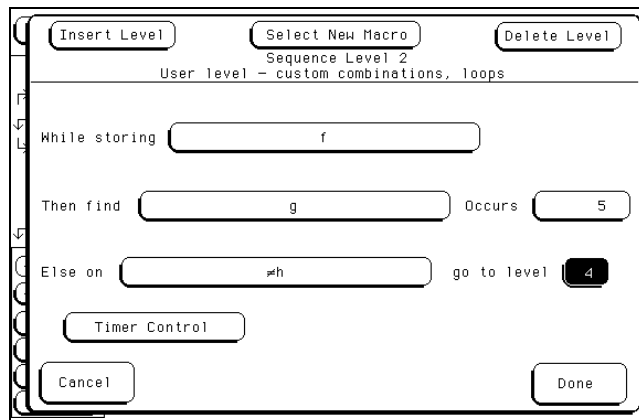 Insert Level Select New Macro Delete Level
Sequence Level 2
User level - custom combinations, loops
While storing f
Then find g Occurs 5
Else on ≠h go to level 4
Timer Control
Cancel Done